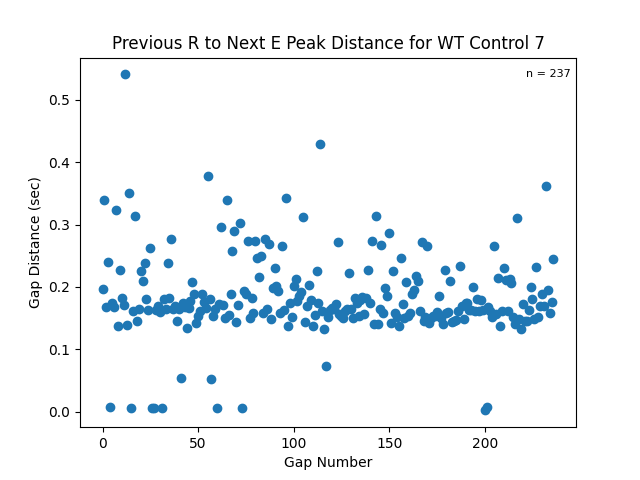 Previous R to Next E Peak Distance for WT Control 7
n = 237
Gap Distance (sec)
0.5
0.4
0.3
0.2
0.1
0.0
0 50 100 150 200
Gap Number